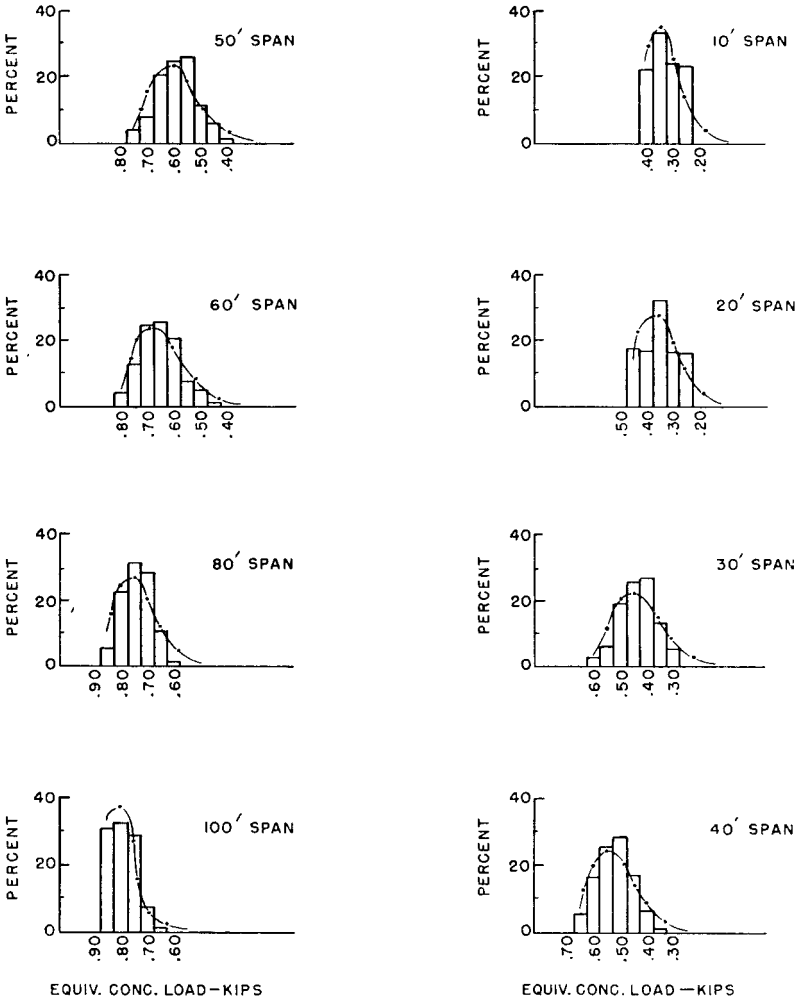 40
20
0
PERCENT
50' SPAN
.80 .70 .60 .50 .40
40
20
0
PERCENT
60' SPAN
.80 .70 .60 .50 .40
40
20
0
PERCENT
80' SPAN
.90 .80 .70 .60
40
20
PERCENT
100' SPAN
.90 .80 .70 .60
EQUIV. CONC. LOAD—KIPS
40
20
0
PERCENT
10' SPAN
.40 .30 .20
40
20
0
PERCENT
20' SPAN
.50 .40 .30 .20
40
20
0
PERCENT
30' SPAN
.60 .50 .40 .30
40
20
0
PERCENT
40' SPAN
.70 .60 .50 .40 .30
EQUIV. CONC. LOAD—KIPS